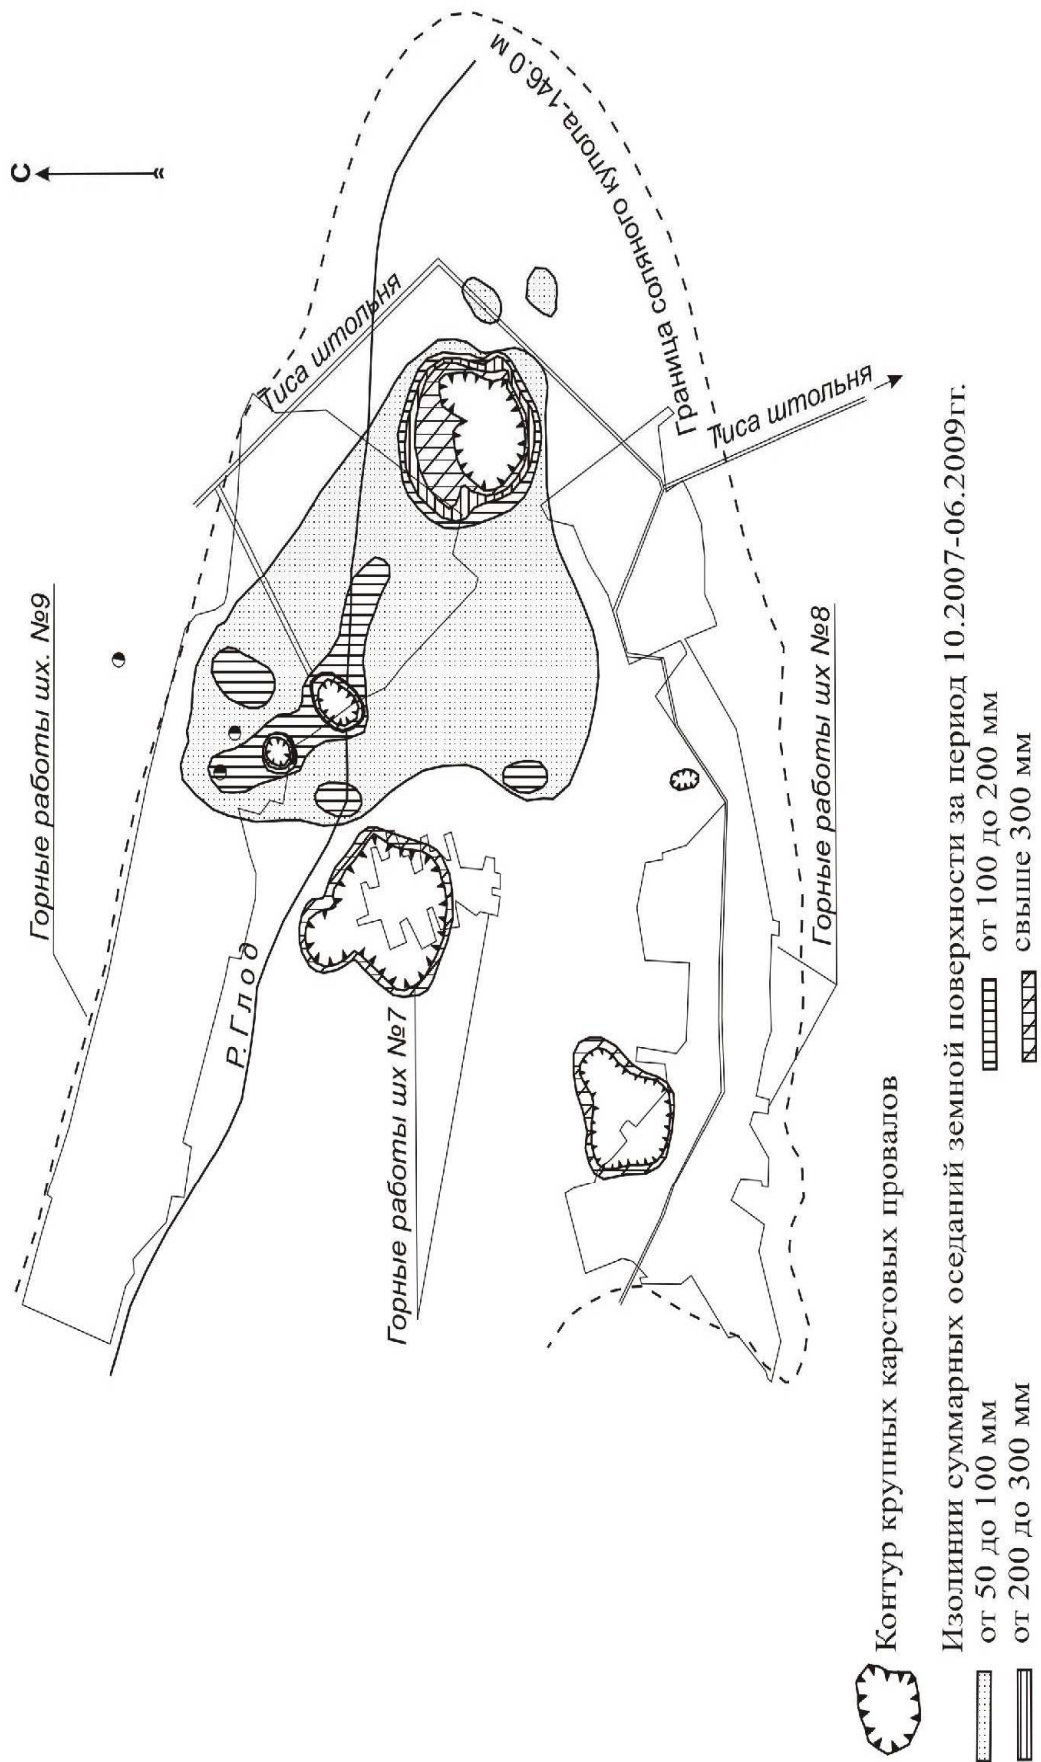 С
Горные работы шх. №9
Р. Глод
Тиса штольня
Граница соляного купола-146.0 м
Горные работы шх №7
Тиса штольня
Горные работы шх №8
Контур крупных карстовых провалов
Изолинии суммарных оседаний земной поверхности за период 10.2007-06.2009гг.
от 50 до 100 мм
от 100 до 200 мм
от 200 до 300 мм
свыше 300 мм